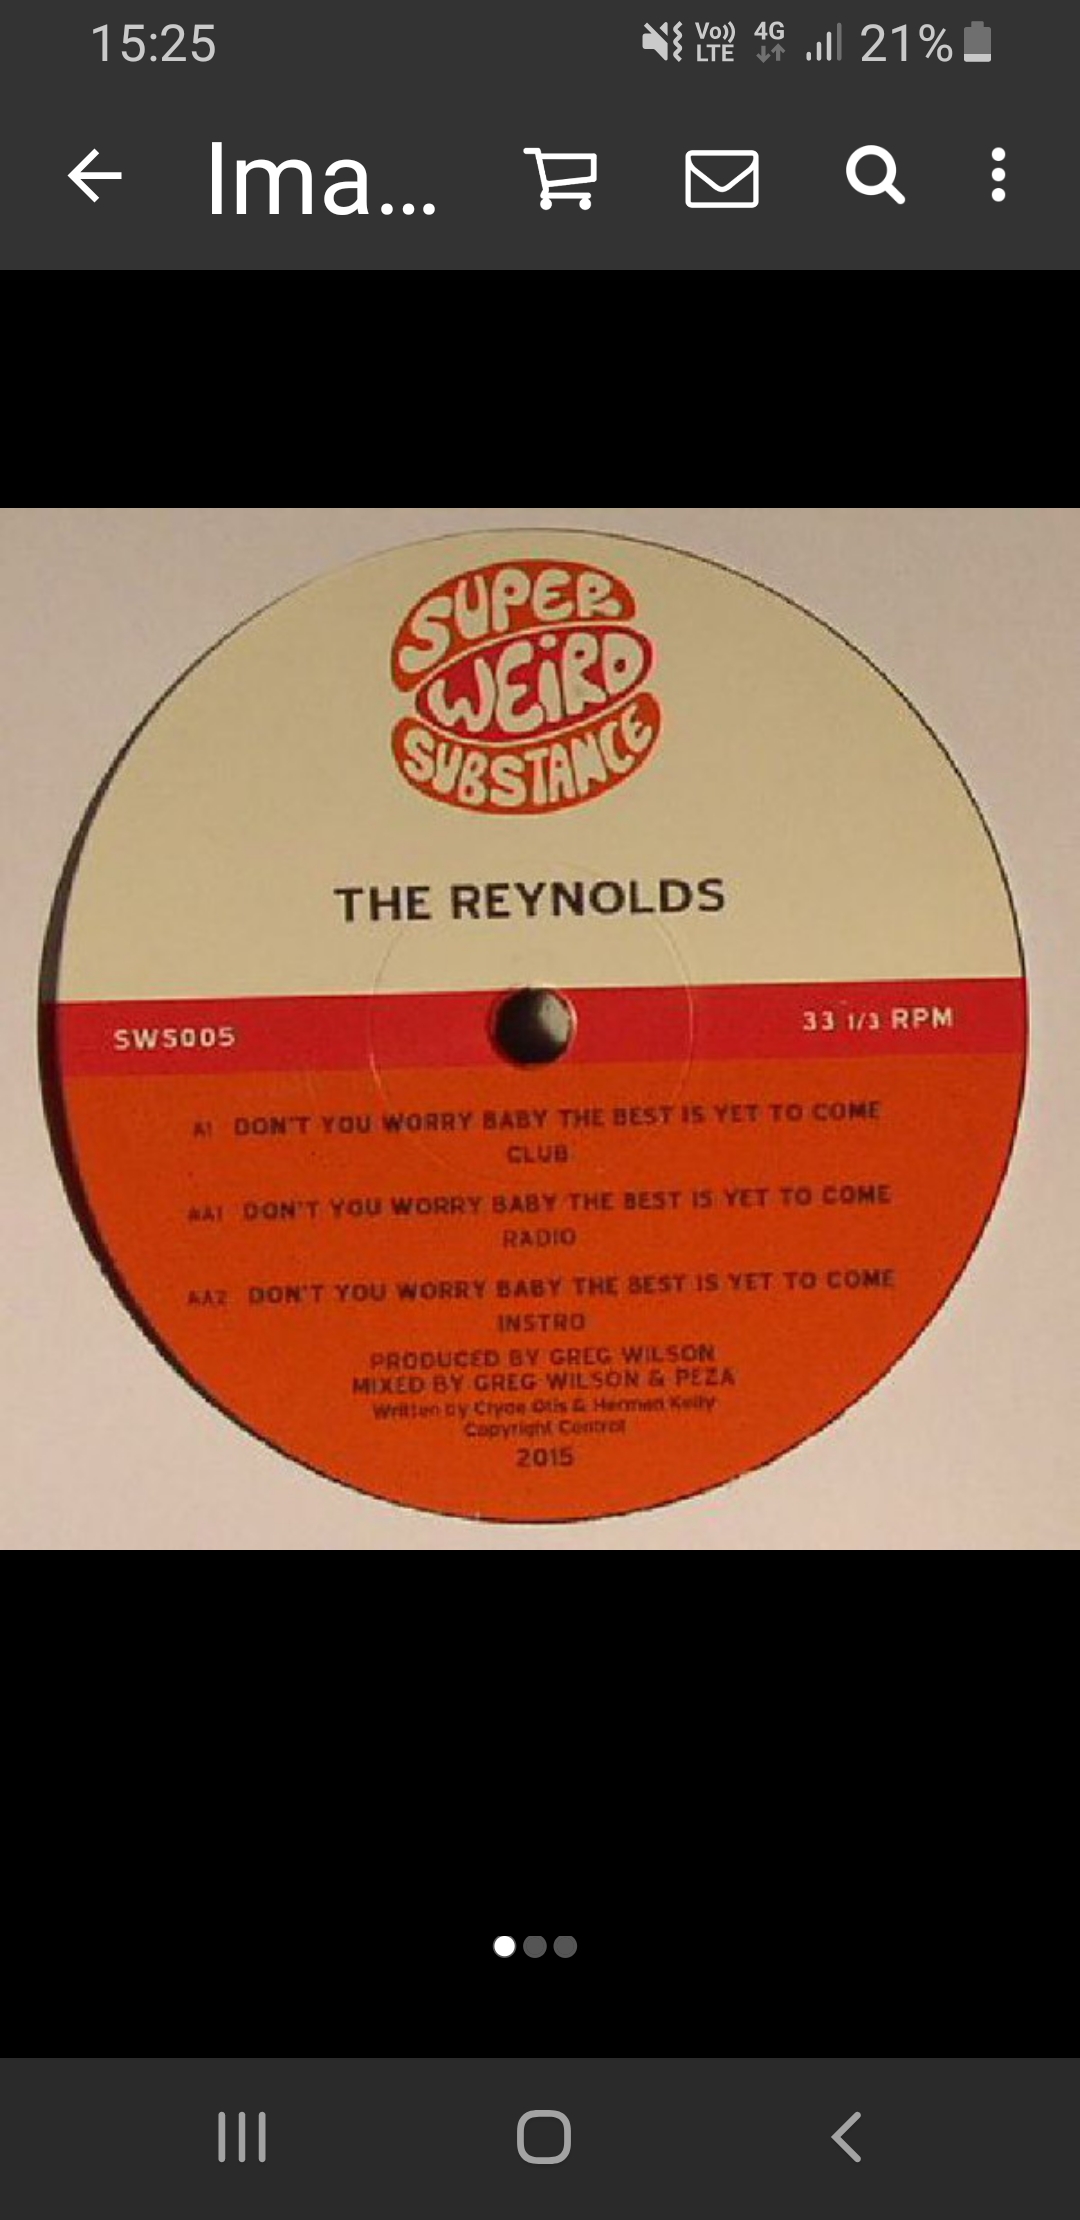 15:25
Vo)) LTE 4G 21%
Ima...
SUPER
WEIRD
SUBSTANCE
THE REYNOLDS
SWS005
33 1/3 RPM
A1 DON'T YOU WORRY BABY THE BEST IS YET TO COME
CLUB
AA1 DON'T YOU WORRY BABY THE BEST IS YET TO COME
RADIO
AA2 DON'T YOU WORRY BABY THE BEST IS YET TO COME
INSTRO
PRODUCED BY GREG WILSON
MIXED BY GREG WILSON & PEZA
Written by Clyde Otis & Herman Kelly
Copyright Control
2015